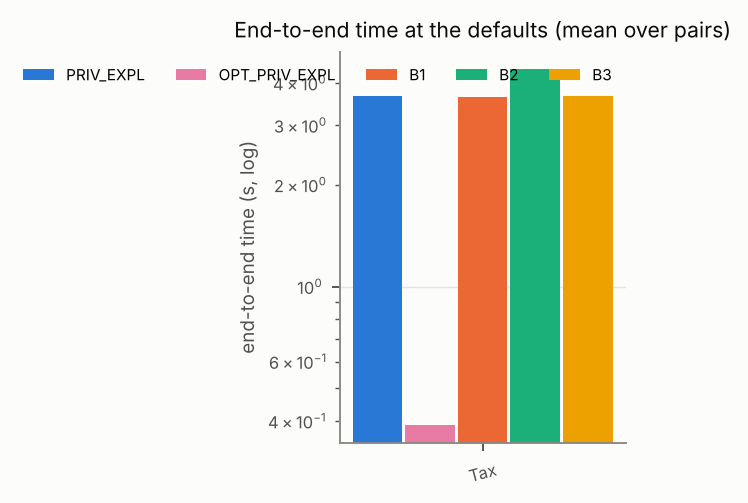 End-to-end time at the defaults (mean over pairs)
PRIV_EXPL OPT_PRIV_EXPL B1 B2 B3
4 × 10⁰
3 × 10⁰
2 × 10⁰
10⁰
6 × 10⁻¹
4 × 10⁻¹
end-to-end time (s, log)
Tax